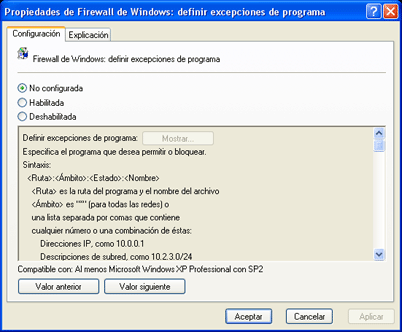 Propiedades de Firewall de Windows: definir excepciones de programa
Configuración
Explicación
Firewall de Windows: definir excepciones de programa
No configurada
Habilitada
Deshabilitada
Definir excepciones de programa:
Mostrar...
Especifica el programa que desea permitir o bloquear.
Sintaxis:
<Ruta>:<Ámbito>:<Estado>:<Nombre>
<Ruta> es la ruta del programa y el nombre del archivo
<Ámbito> es "*" (para todas las redes) o
una lista separada por comas que contiene
cualquier número o una combinación de éstas:
Direcciones IP, como 10.0.0.1
Descripciones de subred, como 10.2.3.0/24
Compatible con: Al menos Microsoft Windows XP Professional con SP2
Valor anterior
Valor siguiente
Aceptar
Cancelar
Aplicar